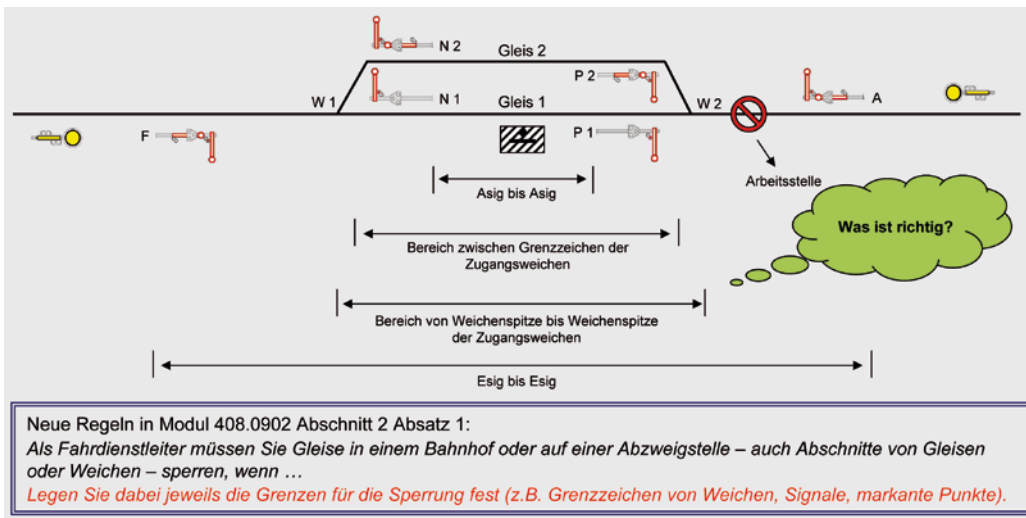 N 2
Gleis 2
P 2
W 1
N 1
Gleis 1
W 2
A
F
P 1
Arbeitsstelle
Asig bis Asig
Was ist richtig?
Bereich zwischen Grenzzeichen der
Zugangsweichen
Bereich von Weichenspitze bis Weichenspitze
der Zugangsweichen
Esig bis Esig
Neue Regeln in Modul 408.0902 Abschnitt 2 Absatz 1:
Als Fahrdienstleiter müssen Sie Gleise in einem Bahnhof oder auf einer Abzweigstelle – auch Abschnitte von Gleisen
oder Weichen – sperren, wenn …
Legen Sie dabei jeweils die Grenzen für die Sperrung fest (z.B. Grenzzeichen von Weichen, Signale, markante Punkte).